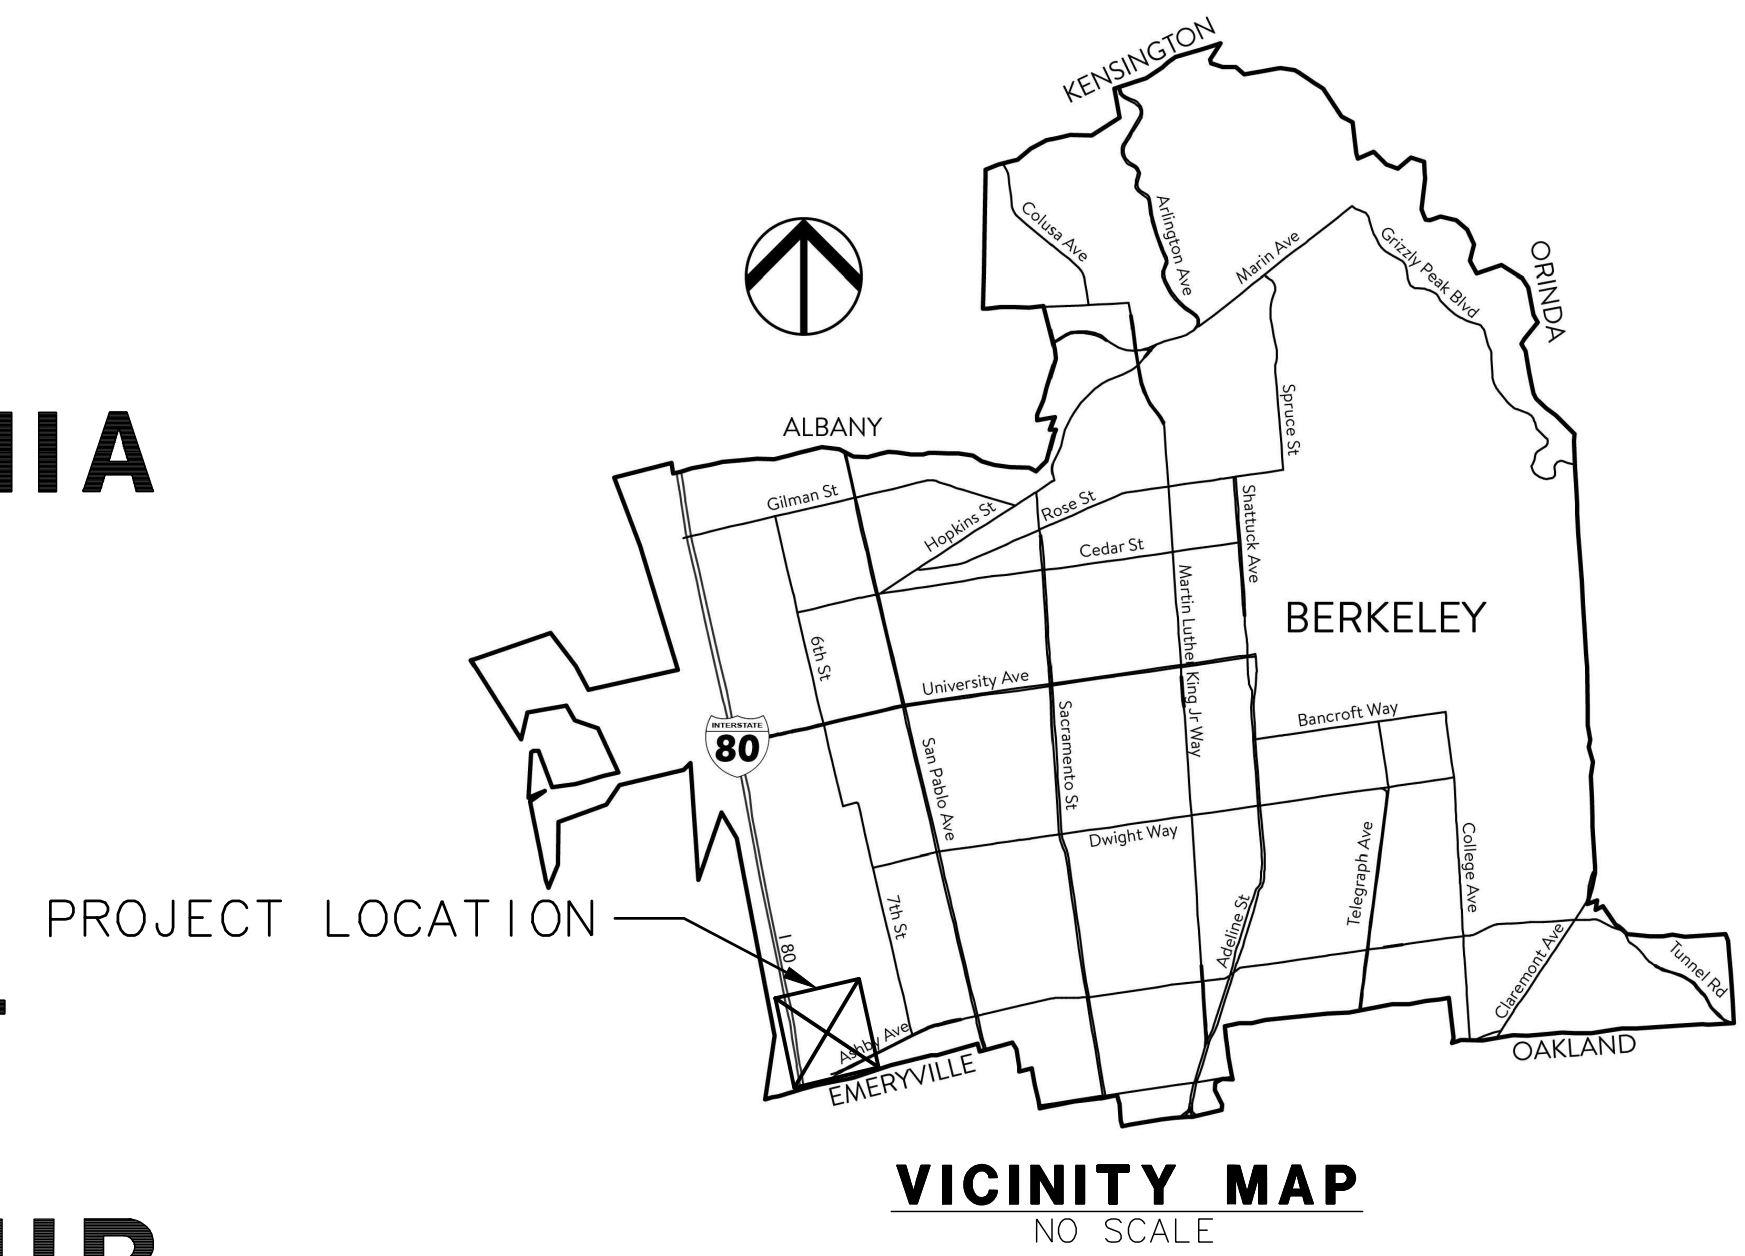 KENSINGTON
Colusa Ave
Arlington Ave
Marin Ave
Grizzly Peak Blvd
ORINDA
Spruce St
ALBANY
Gilman St
Hopkins St
Rose St
Cedar St
Shattuck Ave
Martin Luther King Jr Way
BERKELEY
6th St
University Ave
INTERSTATE
80
San Pablo Ave
Sacramento St
Bancroft Way
Dwight Way
Telegraph Ave
College Ave
7th St
Adeline St
PROJECT LOCATION
I 80
Claremont Ave
Tunnel Rd
Ashby Ave
EMERYVILLE
OAKLAND
VICINITY MAP
NO SCALE